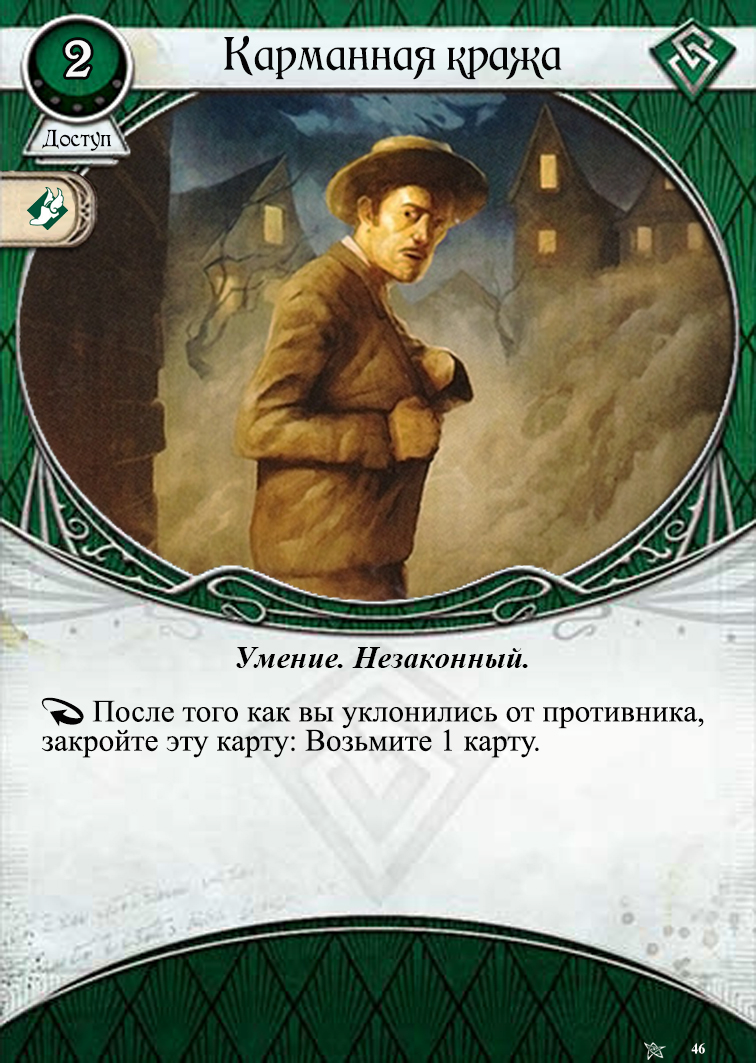 2
Карманная кража
Доступ
Умение. Незаконный.
После того как вы уклонились от противника,
закройте эту карту: Возьмите 1 карту.
46